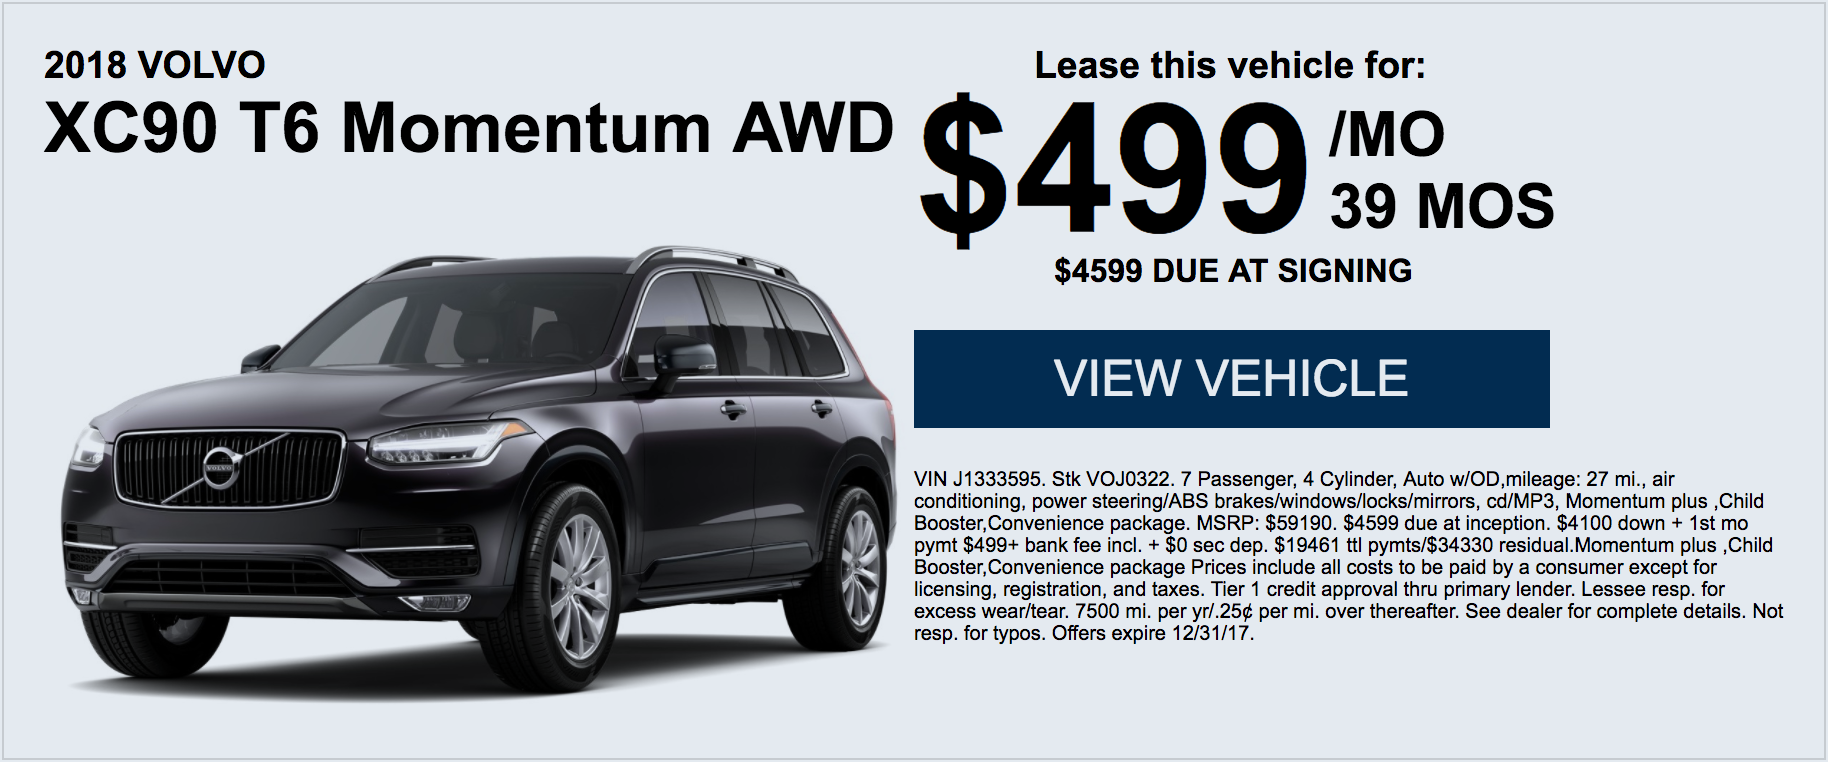 2018 VOLVO
XC90 T6 Momentum AWD
VOLVO
Lease this vehicle for:
$499 /MO
39 MOS
$4599 DUE AT SIGNING
VIEW VEHICLE
VIN J1333595. Stk VOJ0322. 7 Passenger, 4 Cylinder, Auto w/OD,mileage: 27 mi., air
conditioning, power steering/ABS brakes/windows/locks/mirrors, cd/MP3, Momentum plus ,Child
Booster,Convenience package. MSRP: $59190. $4599 due at inception. $4100 down + 1st mo
pymt $499+ bank fee incl. + $0 sec dep. $19461 ttl pymts/$34330 residual.Momentum plus ,Child
Booster,Convenience package Prices include all costs to be paid by a consumer except for
licensing, registration, and taxes. Tier 1 credit approval thru primary lender. Lessee resp. for
excess wear/tear. 7500 mi. per yr/.25¢ per mi. over thereafter. See dealer for complete details. Not
resp. for typos. Offers expire 12/31/17.